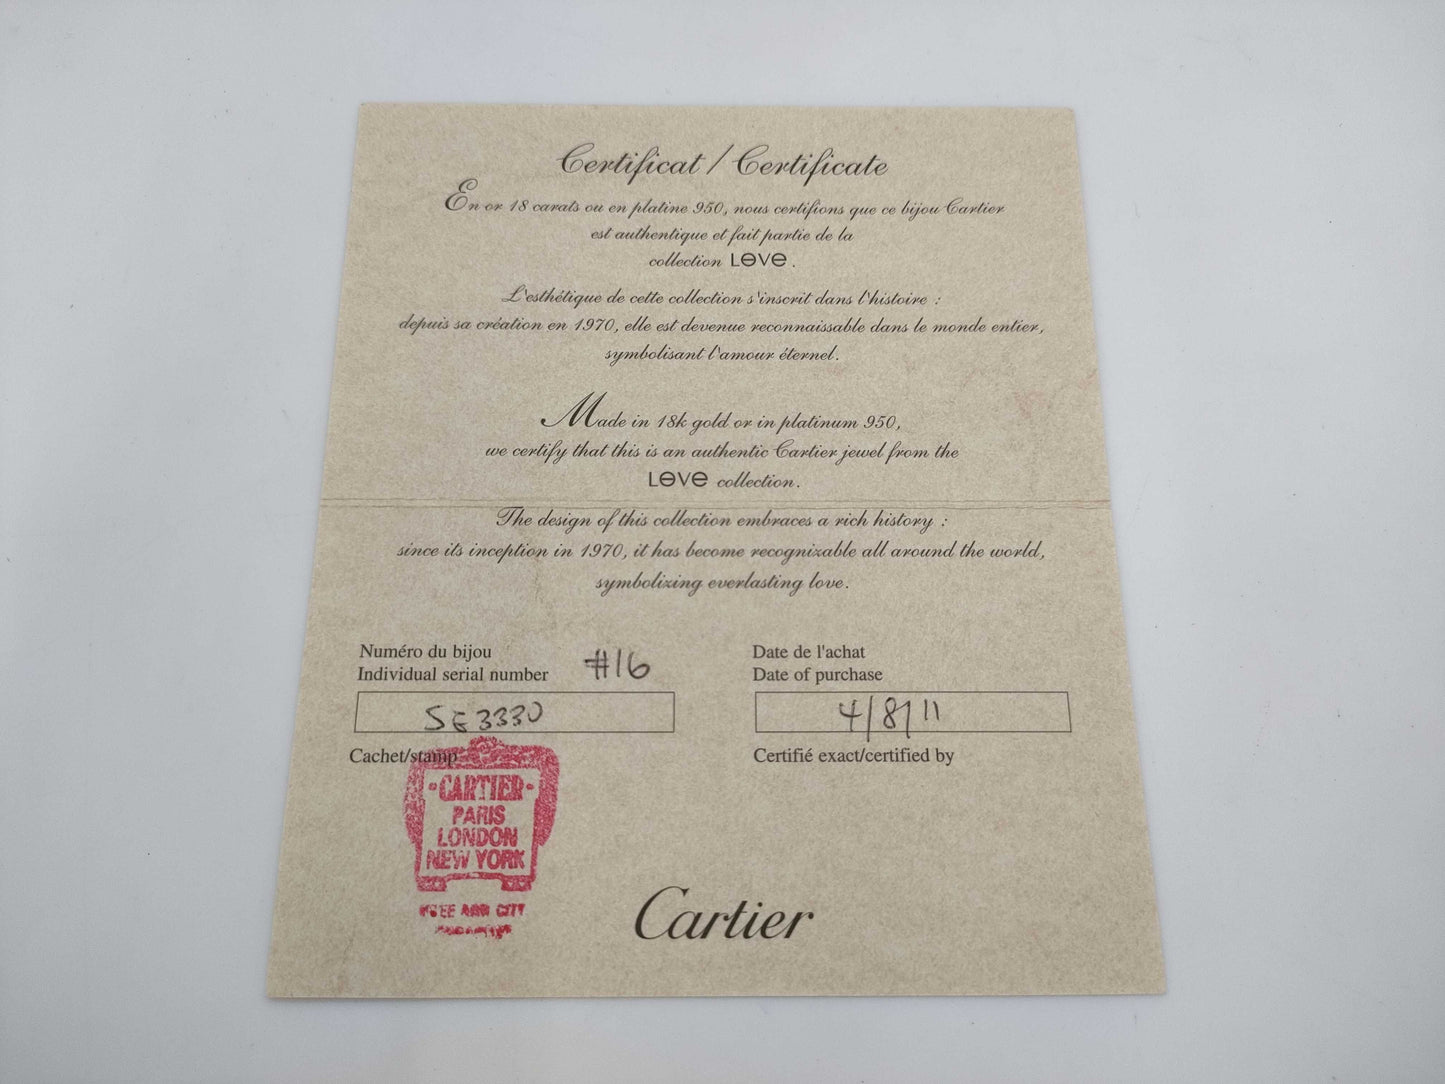 Certificat / Certificate
En or 18 carats ou en platine 950, nous certifions que ce bijou Cartier
est authentique et fait partie de la
collection LOVE .
L'esthétique de cette collection s'inscrit dans l'histoire :
depuis sa création en 1970, elle est devenue reconnaissable dans le monde entier,
symbolisant l'amour éternel.
Made in 18k gold or in platinum 950,
we certify that this is an authentic Cartier jewel from the
LOVE collection.
The design of this collection embraces a rich history :
since its inception in 1970, it has become recognizable all around the world,
symbolizing everlasting love.
Numéro du bijou
Individual serial number #16
SE3330
Date de l'achat
Date of purchase
4/8/11
Cachet/stamp
Certifié exact/certified by
·CARTIER·
PARIS
LONDON
NEW YORK
CITY
Cartier